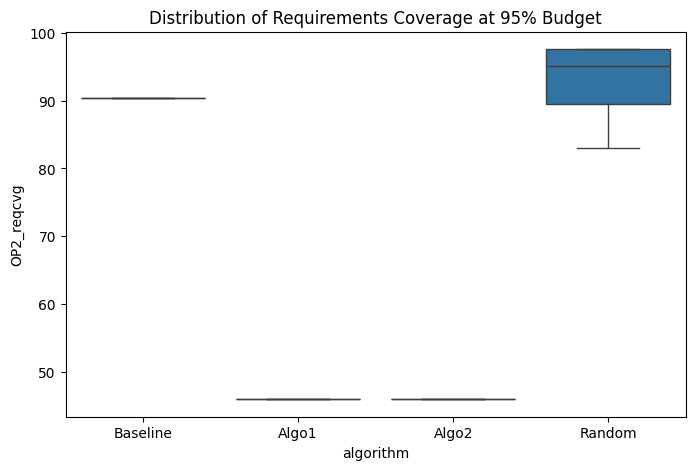 Distribution of Requirements Coverage at 95% Budget
100
90
80
70
60
50
OP2_reqcvg
Baseline
Algo1
Algo2
Random
algorithm